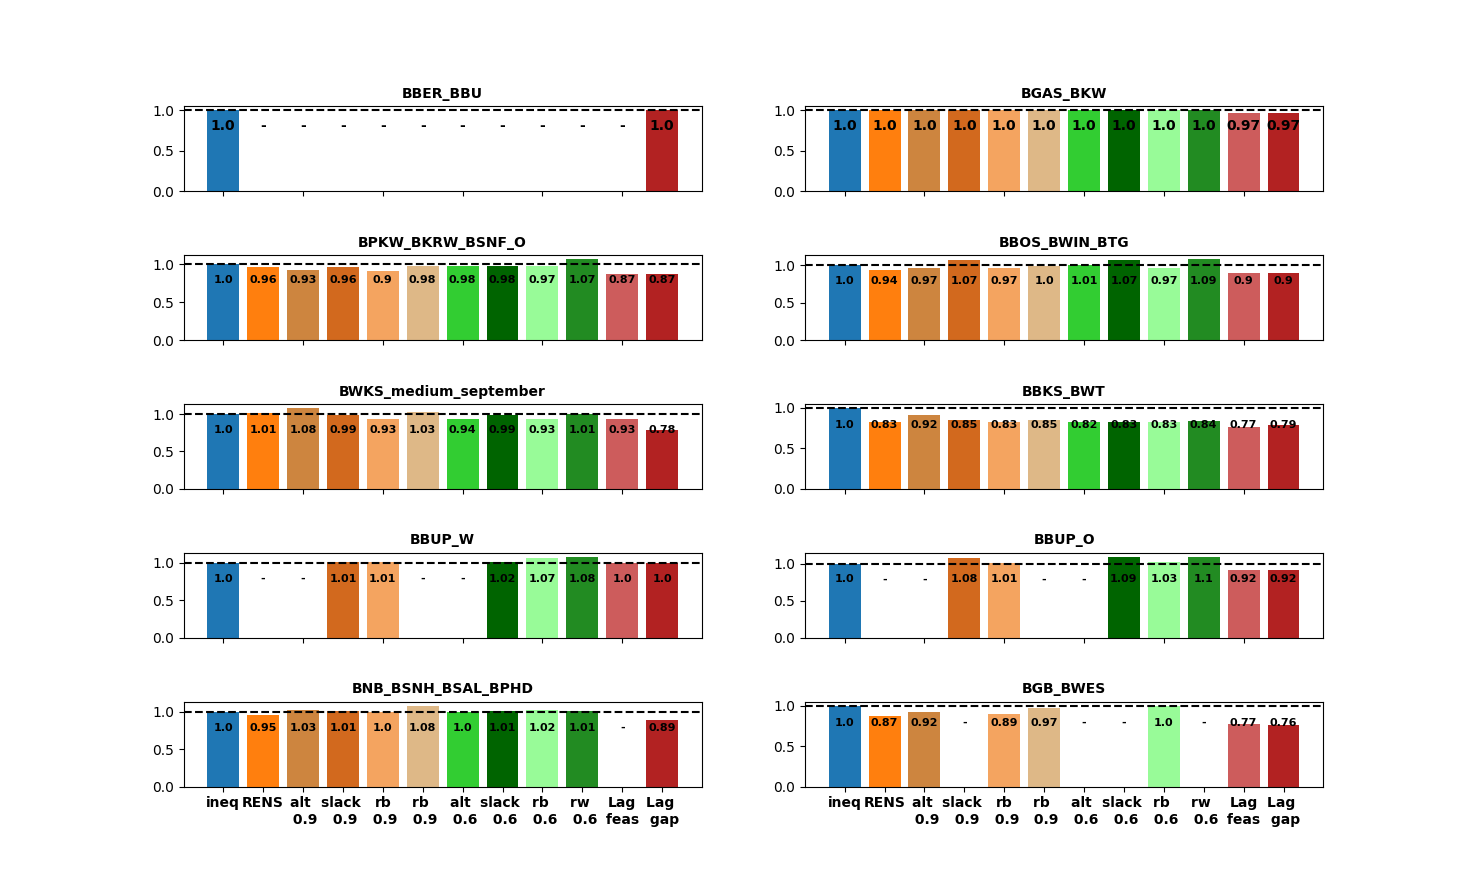 BBER_BBU
1.0
0.5
0.0
1.0 - - - - - - - - - - 1.0
BGAS_BKW
1.0
0.5
0.0
1.0 1.0 1.0 1.0 1.0 1.0 1.0 1.0 1.0 1.0 0.97 0.97
BPKW_BKRW_BSNF_O
1.0
0.5
0.0
1.0 0.96 0.93 0.96 0.9 0.98 0.98 0.98 0.97 1.07 0.87 0.87
BBOS_BWIN_BTG
1.0
0.5
0.0
1.0 0.94 0.97 1.07 0.97 1.0 1.01 1.07 0.97 1.09 0.9 0.9
BWKS_medium_september
1.0
0.5
0.0
1.0 1.01 1.08 0.99 0.93 1.03 0.94 0.99 0.93 1.01 0.93 0.78
BBKS_BWT
1.0
0.5
0.0
1.0 0.83 0.92 0.85 0.83 0.85 0.82 0.83 0.83 0.84 0.77 0.79
BBUP_W
1.0
0.5
0.0
1.0 - - 1.01 1.01 - - 1.02 1.07 1.08 1.0 1.0
BBUP_O
1.0
0.5
0.0
1.0 - - 1.08 1.01 - - 1.09 1.03 1.1 0.92 0.92
BNB_BSNH_BSAL_BPHD
1.0
0.5
0.0
1.0 0.95 1.03 1.01 1.0 1.08 1.0 1.01 1.02 1.01 - 0.89
ineq RENS alt slack rb rb alt slack rb rw Lag Lag
0.9 0.9 0.9 0.9 0.6 0.6 0.6 0.6 feas gap
BGB_BWES
1.0
0.5
0.0
1.0 0.87 0.92 - 0.89 0.97 - - 1.0 - 0.77 0.76
ineq RENS alt slack rb rb alt slack rb rw Lag Lag
0.9 0.9 0.9 0.9 0.6 0.6 0.6 0.6 feas gap